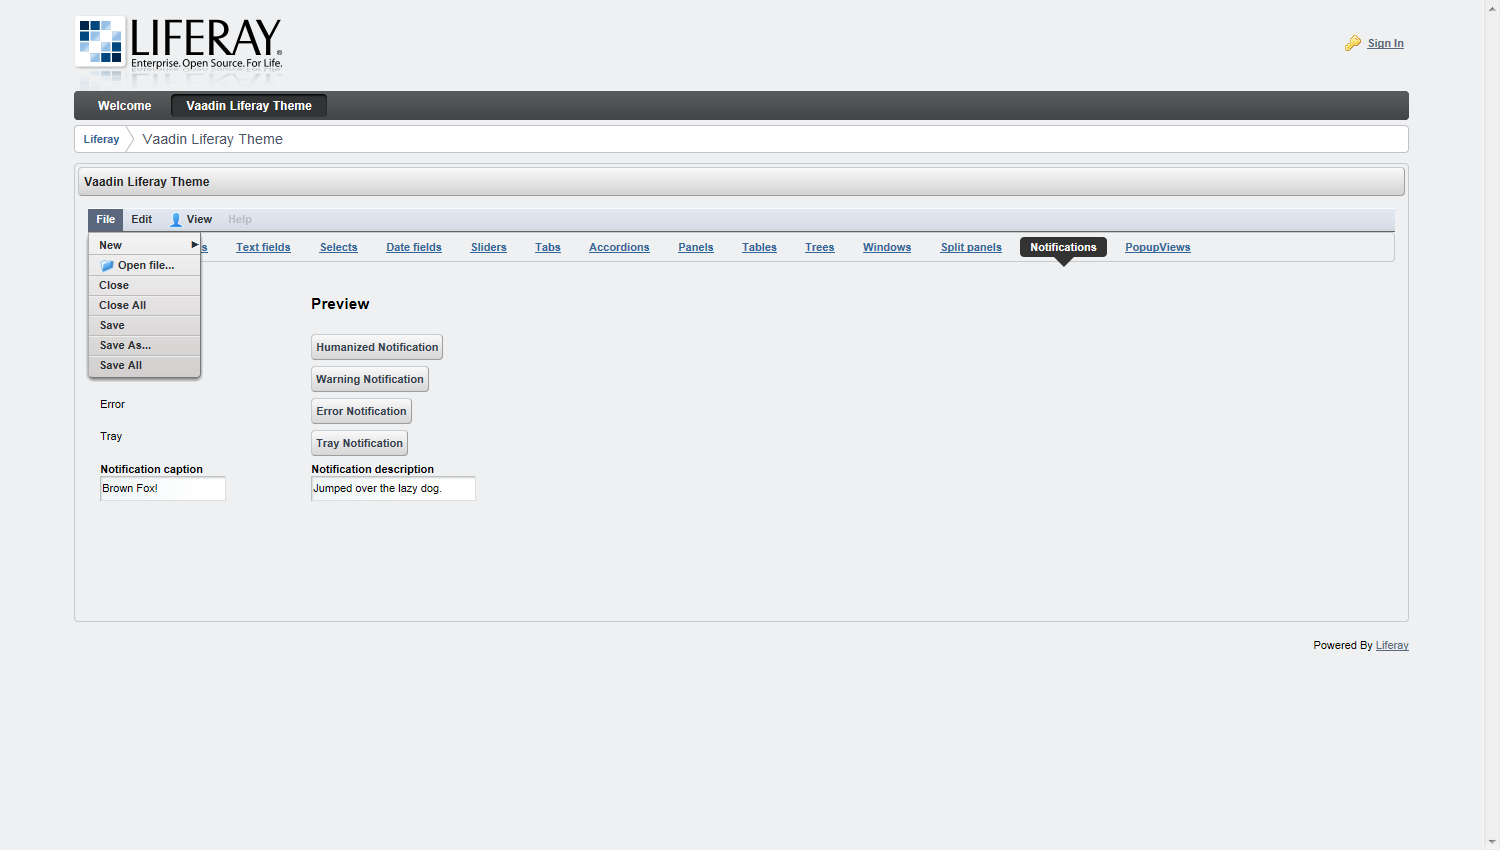 LIFERAY
Enterprise. Open Source. For Life.
Sign In
Welcome Vaadin Liferay Theme
Liferay Vaadin Liferay Theme
Vaadin Liferay Theme
File Edit View Help
New
s Text fields Selects Date fields Sliders Tabs Accordions Panels Tables Trees Windows Split panels Notifications PopupViews
Open file...
Close
Close All
Save
Save As...
Save All
Preview
Humanized Notification
Warning Notification
Error Error Notification
Tray Tray Notification
Notification caption Notification description
Brown Fox! Jumped over the lazy dog.
Powered By Liferay